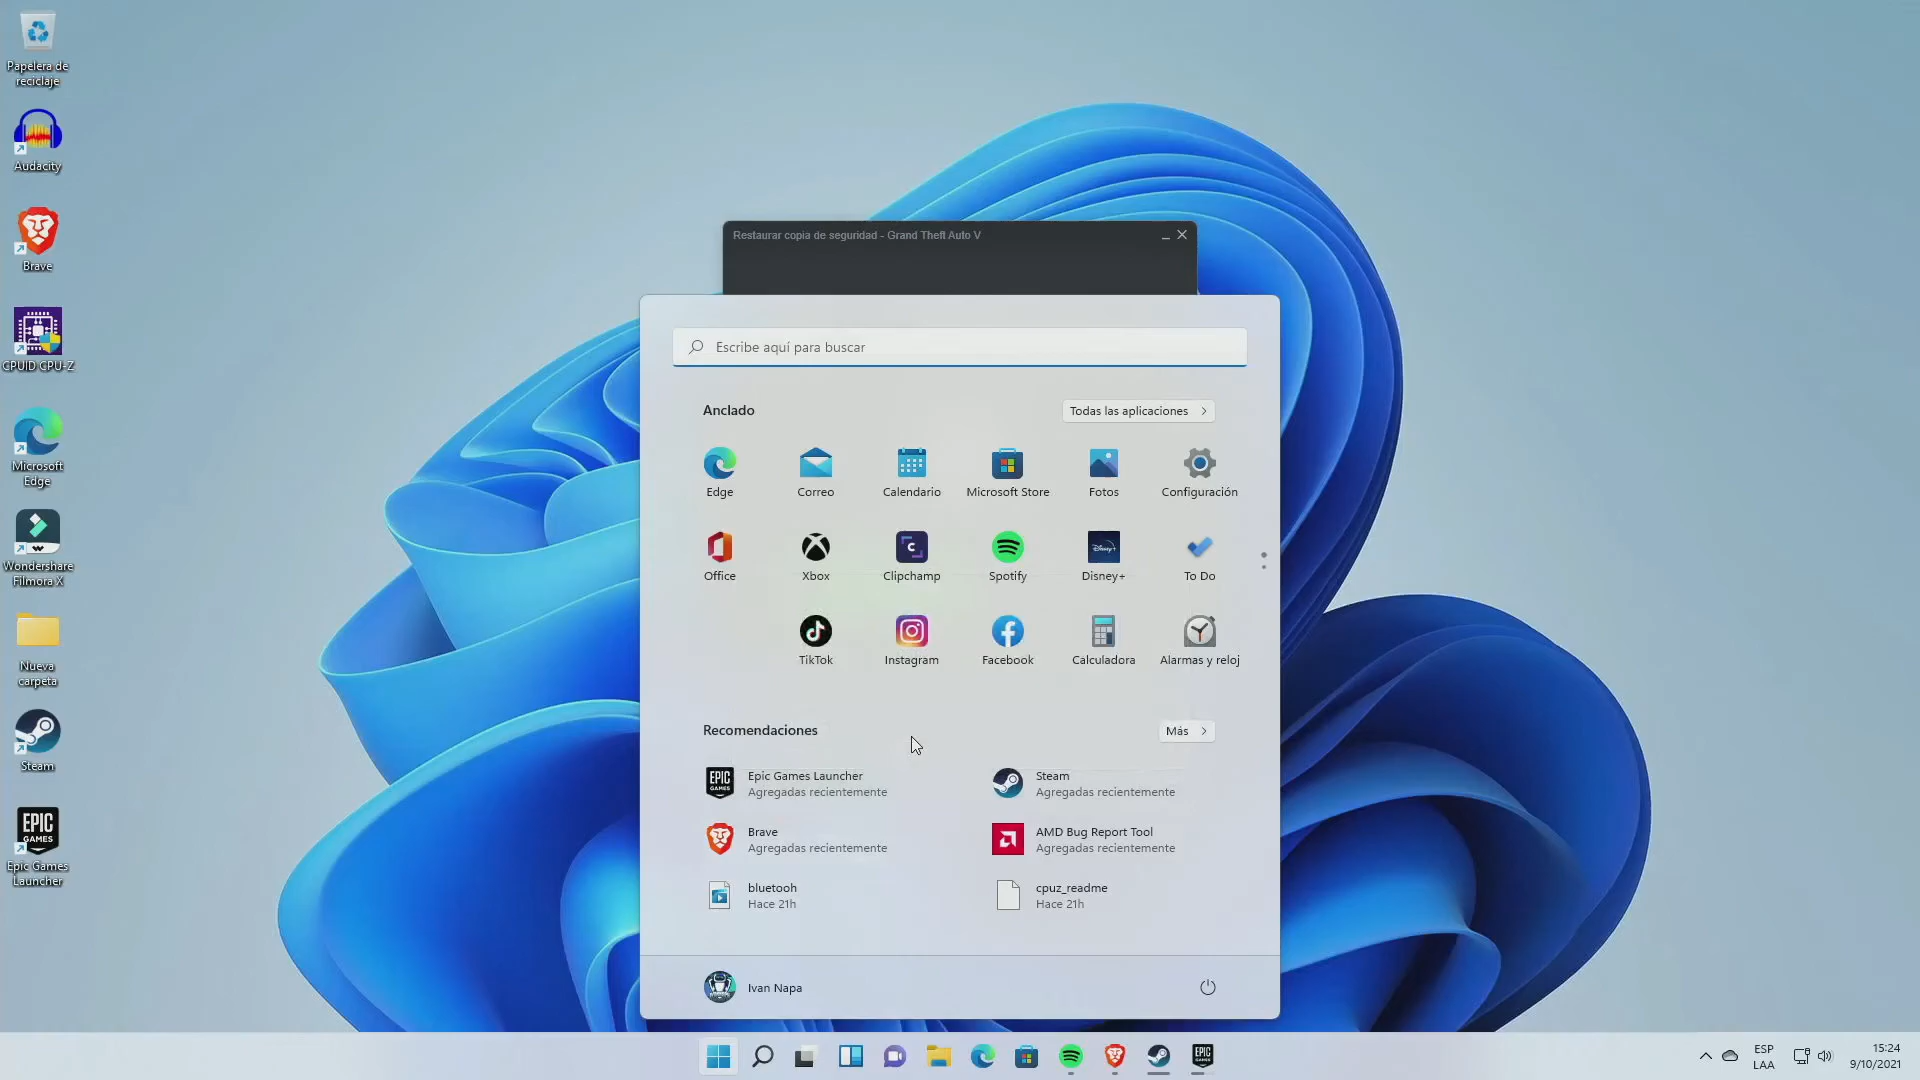 Papelera de
reciclaje
Audacity
Brave
CPUID CPU-Z
Microsoft
Edge
Wondershare
Filmora X
Nueva
carpeta
Steam
EPIC
GAMES
Epic Games
Launcher
Restaurar copia de seguridad - Grand Theft Auto V
Escribe aquí para buscar
Anclado
Todas las aplicaciones
Edge
Correo
Calendario
Microsoft Store
Fotos
Configuración
Office
Xbox
Clipchamp
Spotify
Disney+
Disney+
To Do
TikTok
Instagram
Facebook
Calculadora
Alarmas y reloj
Recomendaciones
Más
EPIC
GAMES
Epic Games Launcher
Agregadas recientemente
Steam
Agregadas recientemente
Brave
Agregadas recientemente
AMD Bug Report Tool
Agregadas recientemente
bluetooh
Hace 21h
cpuz_readme
Hace 21h
Ivan Napa
EPIC
GAMES
ESP
LAA
15:24
9/10/2021